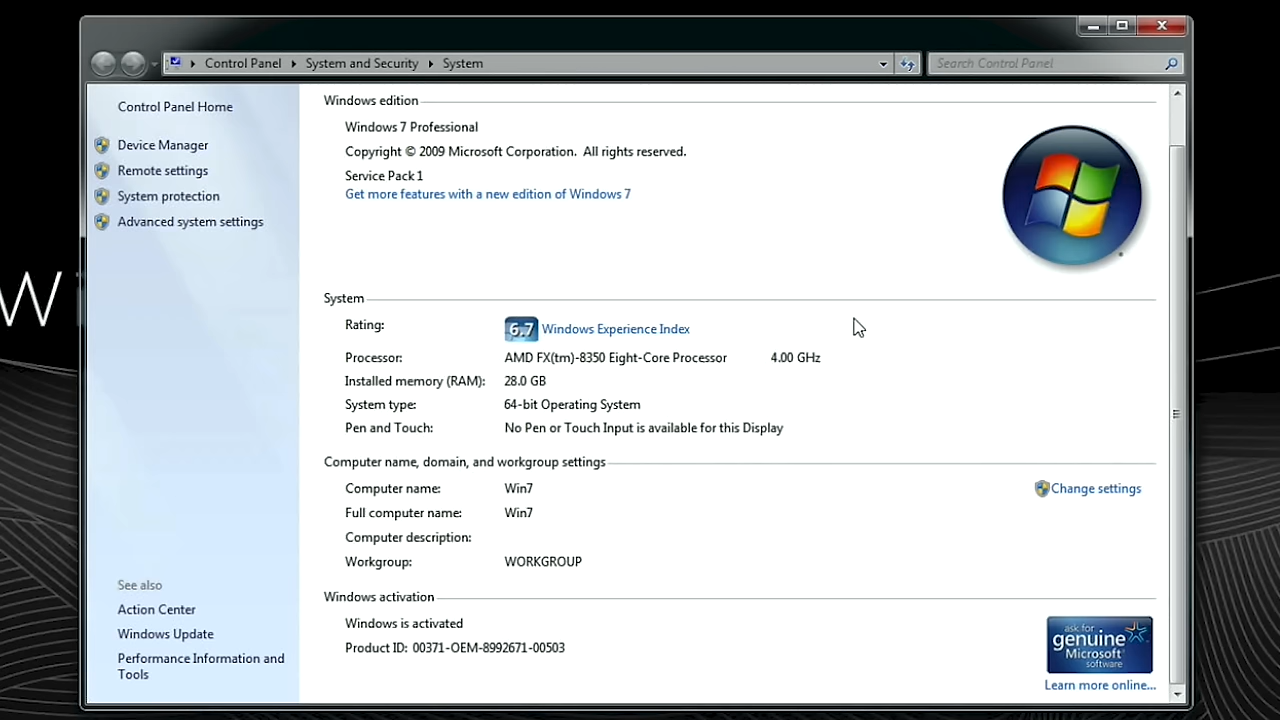 Control Panel
System and Security
System
Search Control Panel
Control Panel Home
Device Manager
Remote settings
System protection
Advanced system settings
See also
Action Center
Windows Update
Performance Information and
Tools
Windows edition
Windows 7 Professional
Copyright © 2009 Microsoft Corporation. All rights reserved.
Service Pack 1
Get more features with a new edition of Windows 7
System
Rating: 6.7 Windows Experience Index
Processor: AMD FX(tm)-8350 Eight-Core Processor 4.00 GHz
Installed memory (RAM): 28.0 GB
System type: 64-bit Operating System
Pen and Touch: No Pen or Touch Input is available for this Display
Computer name, domain, and workgroup settings
Computer name: Win7
Change settings
Full computer name: Win7
Computer description:
Workgroup: WORKGROUP
Windows activation
Windows is activated
Product ID: 00371-OEM-8992671-00503
ask for
genuine
Microsoft
software
Learn more online...